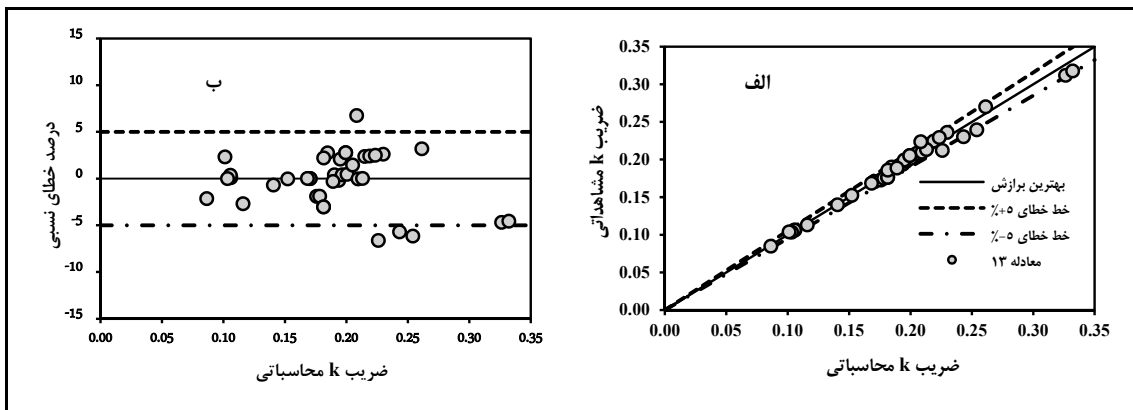 الف
ضریب k مشاهداتی
0.35
0.30
0.25
0.20
0.15
0.10
0.05
0.00
0.00 0.05 0.10 0.15 0.20 0.25 0.30 0.35
ضریب k محاسباتی
بهترین برازش
خط خطای ۵+٪
خط خطای ۵-٪
معادله ۱۳
ب
درصد خطای نسبی
15
10
5
0
-5
-10
-15
0.00 0.05 0.10 0.15 0.20 0.25 0.30 0.35
ضریب k محاسباتی